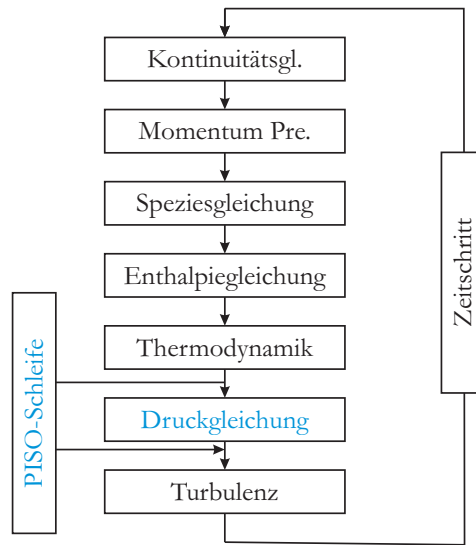 Kontinuitätsgl.
Momentum Pre.
Speziesgleichung
Enthalpiegleichung
Thermodynamik
Druckgleichung
Turbulenz
PISO-Schleife
Zeitschritt